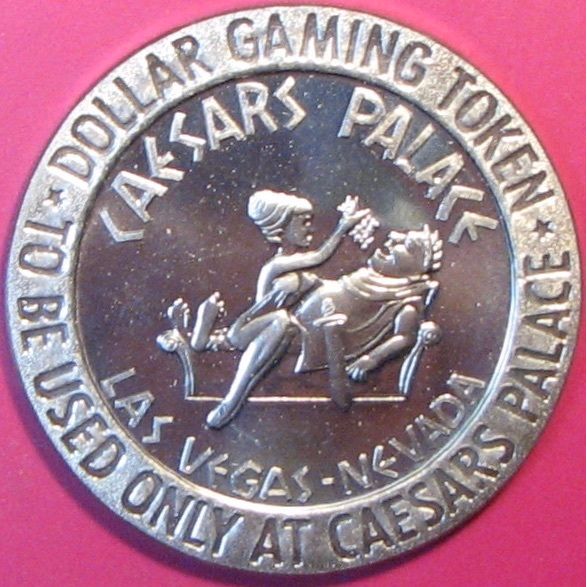 DOLLAR GAMING TOKEN
CAESARS PALACE
LAS VEGAS-NEVADA
TO BE USED ONLY AT CAESARS PALACE